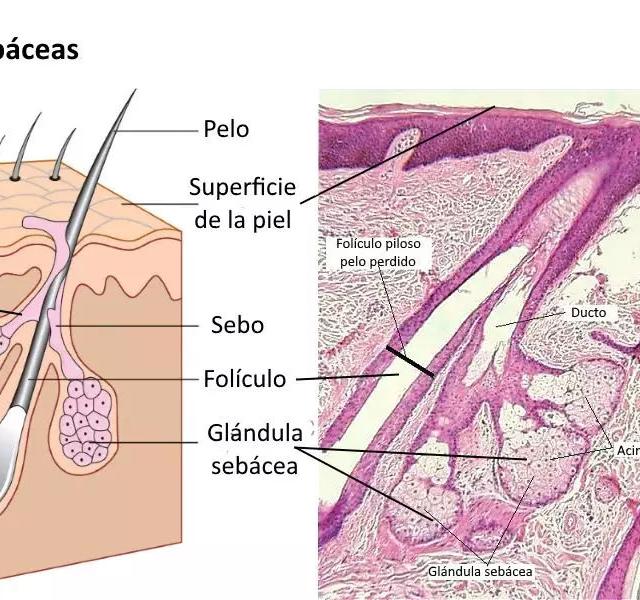 báceas
Pelo
Superficie
de la piel
Folículo piloso
pelo perdido
Ducto
Sebo
Folículo
Glándula
sebácea
Acin
Glándula sebácea